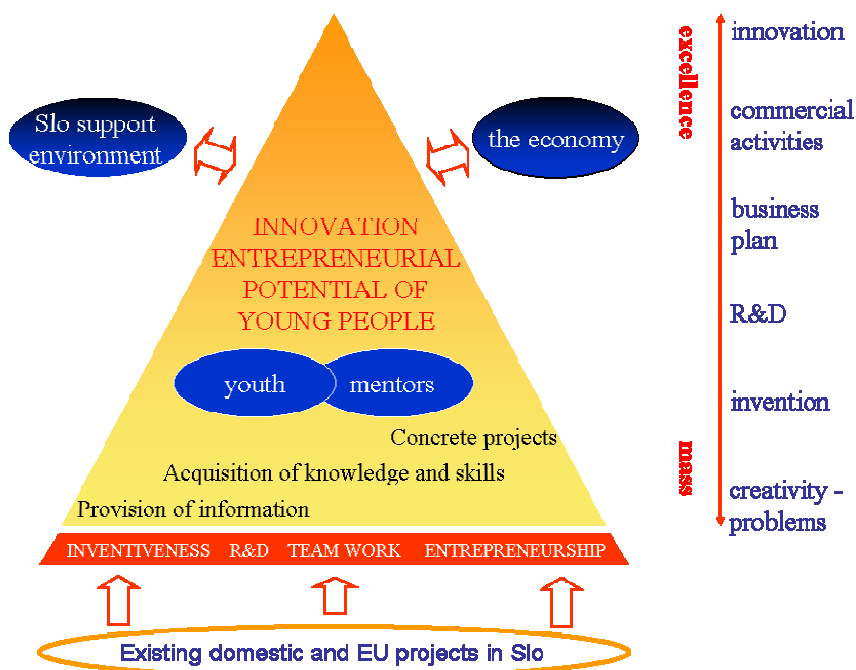 Slo support
environment
the economy
INNOVATION
ENTREPRENEURIAL
POTENTIAL OF
YOUNG PEOPLE
youth
mentors
Concrete projects
Acquisition of knowledge and skills
Provision of information
INVENTIVENESS R&D TEAM WORK ENTREPRENEURSHIP
Existing domestic and EU projects in Slo
excellence
mass
innovation
commercial
activities
business
plan
R&D
invention
creativity -
problems